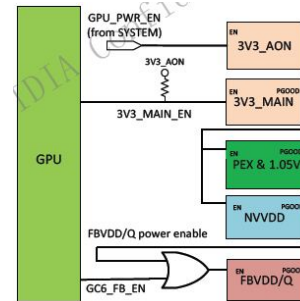 GPU_PWR_EN
(from SYSTEM)
EN
3V3_AON
3V3_AON
EN
PGOOD
3V3_MAIN
3V3_MAIN_EN
GPU
EN
PGOOD
PEX & 1.05V
EN
PGOOD
NVVDD
FBVDD/Q power enable
EN
PGOOD
FBVDD/Q
GC6_FB_EN